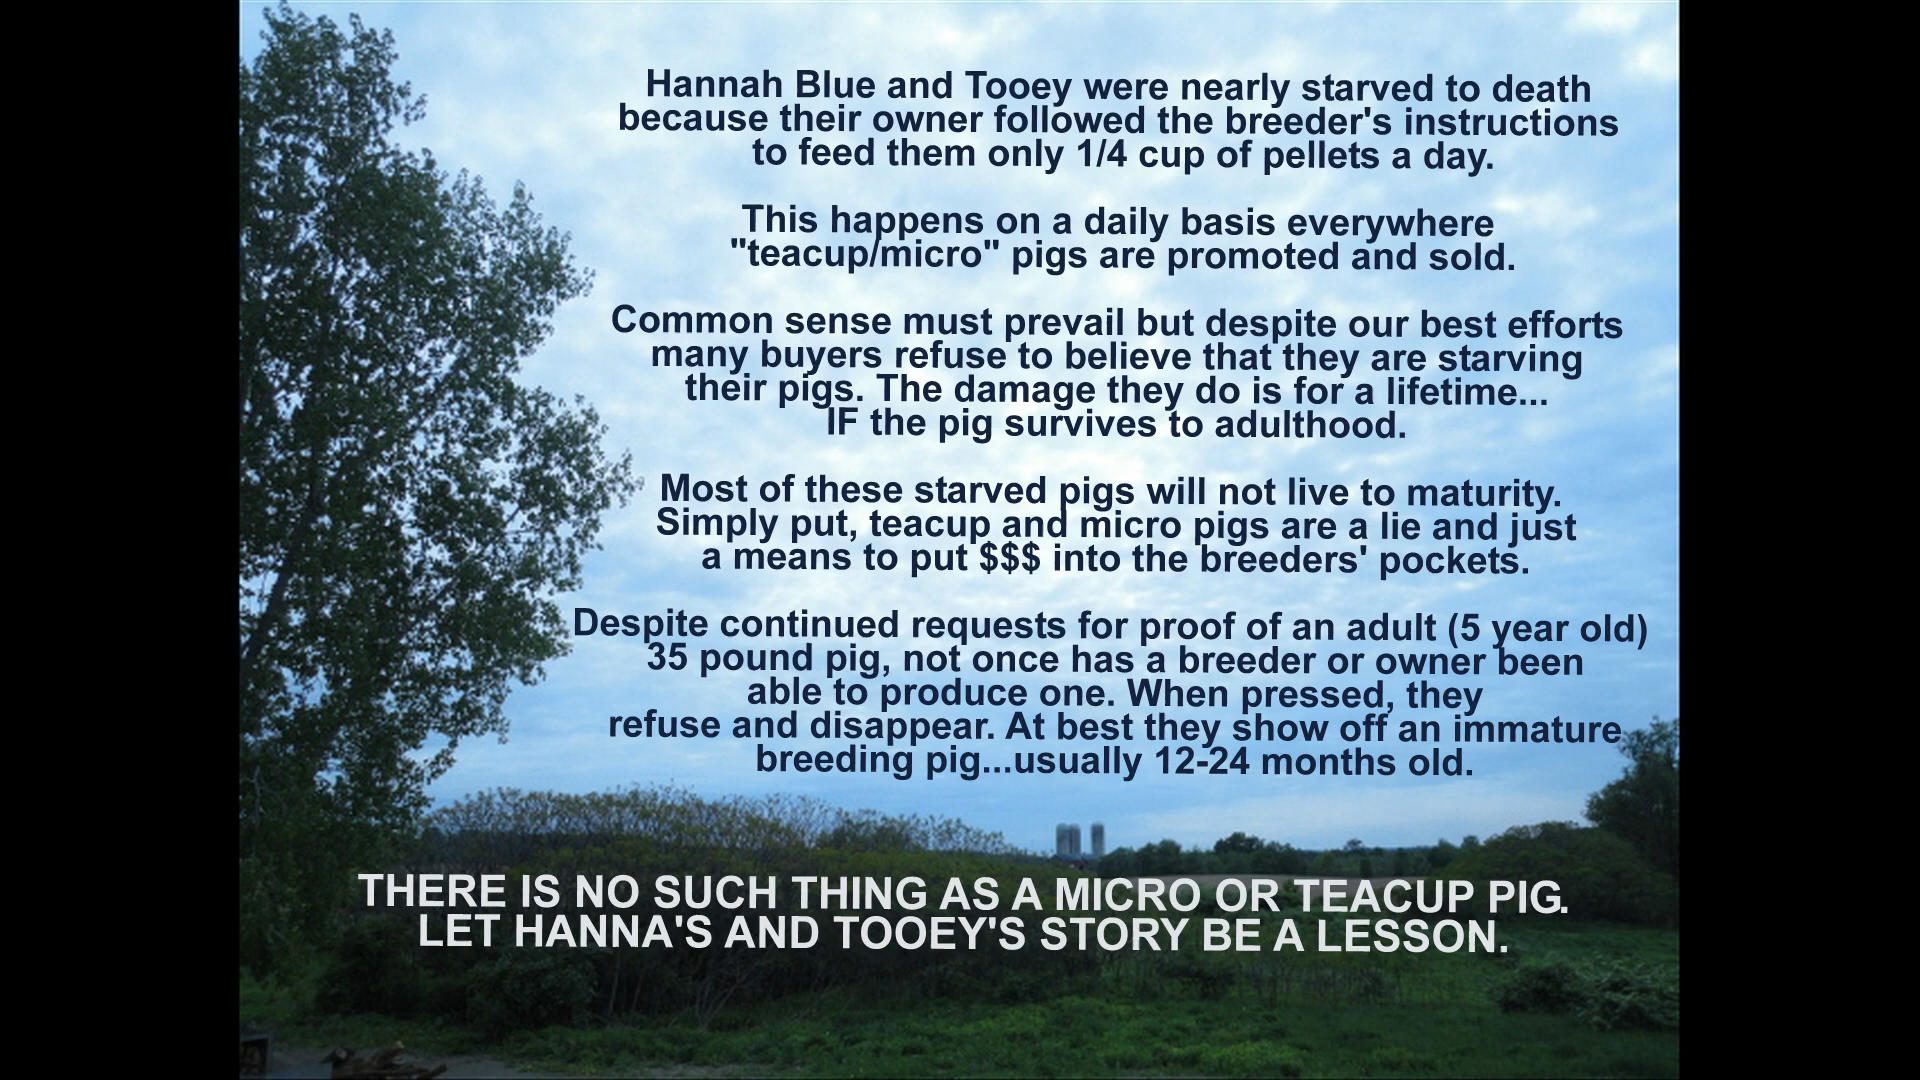 Hannah Blue and Tooey were nearly starved to death
because their owner followed the breeder's instructions
to feed them only 1/4 cup of pellets a day.
This happens on a daily basis everywhere
"teacup/micro" pigs are promoted and sold.
Common sense must prevail but despite our best efforts
many buyers refuse to believe that they are starving
their pigs. The damage they do is for a lifetime...
IF the pig survives to adulthood.
Most of these starved pigs will not live to maturity.
Simply put, teacup and micro pigs are a lie and just
a means to put $$$ into the breeders' pockets.
Despite continued requests for proof of an adult (5 year old)
35 pound pig, not once has a breeder or owner been
able to produce one. When pressed, they
refuse and disappear. At best they show off an immature
breeding pig...usually 12-24 months old.
THERE IS NO SUCH THING AS A MICRO OR TEACUP PIG.
LET HANNA'S AND TOOEY'S STORY BE A LESSON.